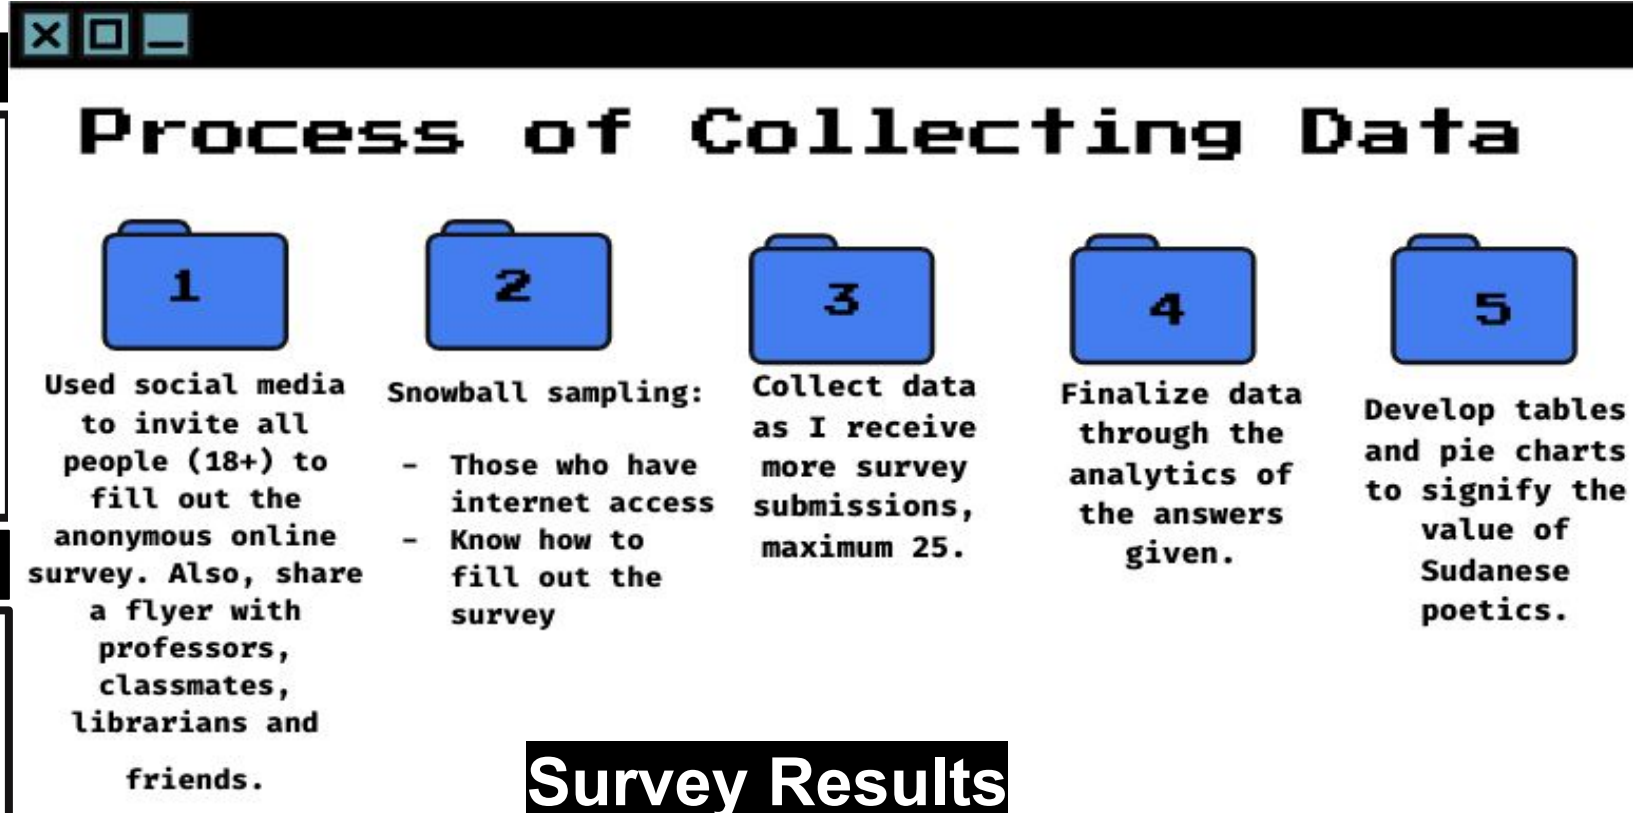 Process of Collecting Data
1
Used social media
to invite all
people (18+) to
fill out the
anonymous online
survey. Also, share
a flyer with
professors,
classmates,
librarians and
friends.
2
Snowball sampling:
- Those who have
internet access
- Know how to
fill out the
survey
3
Collect data
as I receive
more survey
submissions,
maximum 25.
4
Finalize data
through the
analytics of
the answers
given.
5
Develop tables
and pie charts
to signify the
value of
Sudanese
poetics.
Survey Results